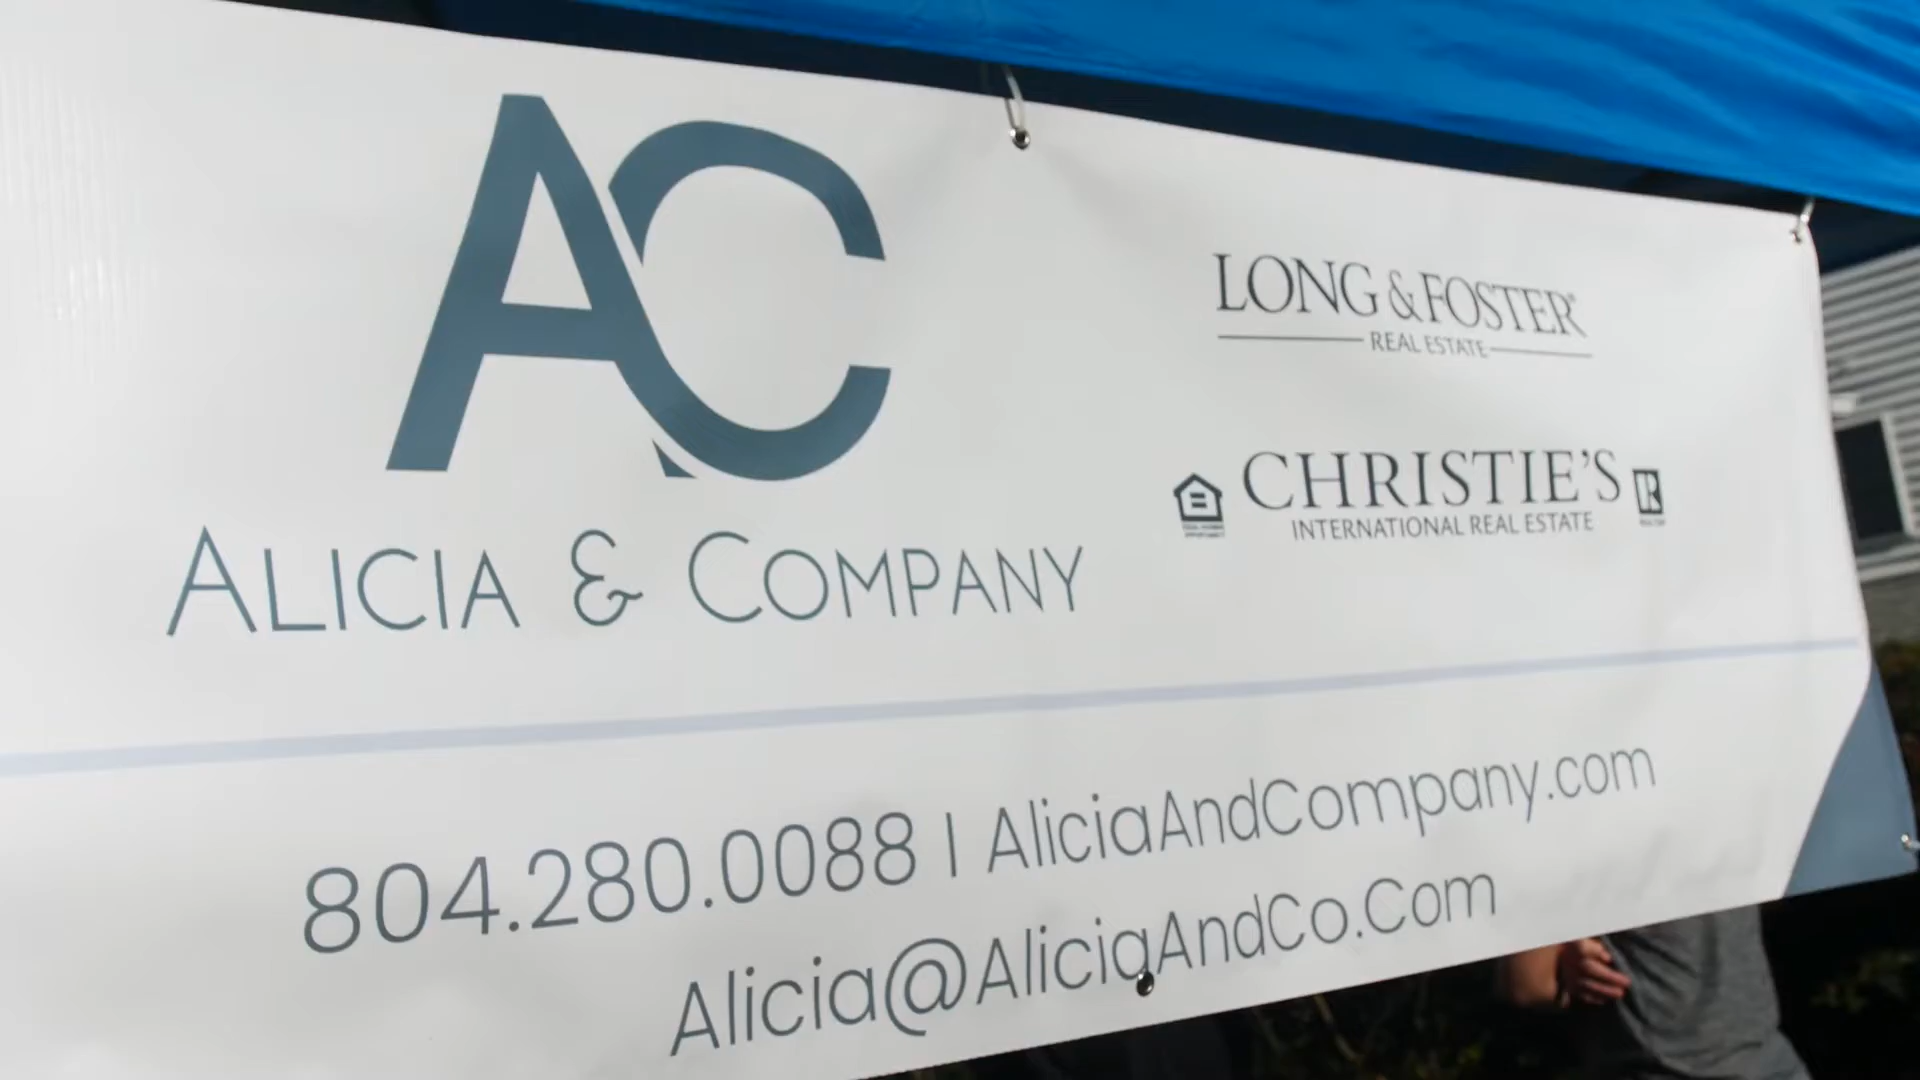 AC
ALICIA & COMPANY
LONG & FOSTER®
REAL ESTATE
CHRISTIE'S
INTERNATIONAL REAL ESTATE
804.280.0088 | AliciaAndCompany.com
Alicia@AliciaAndCo.Com